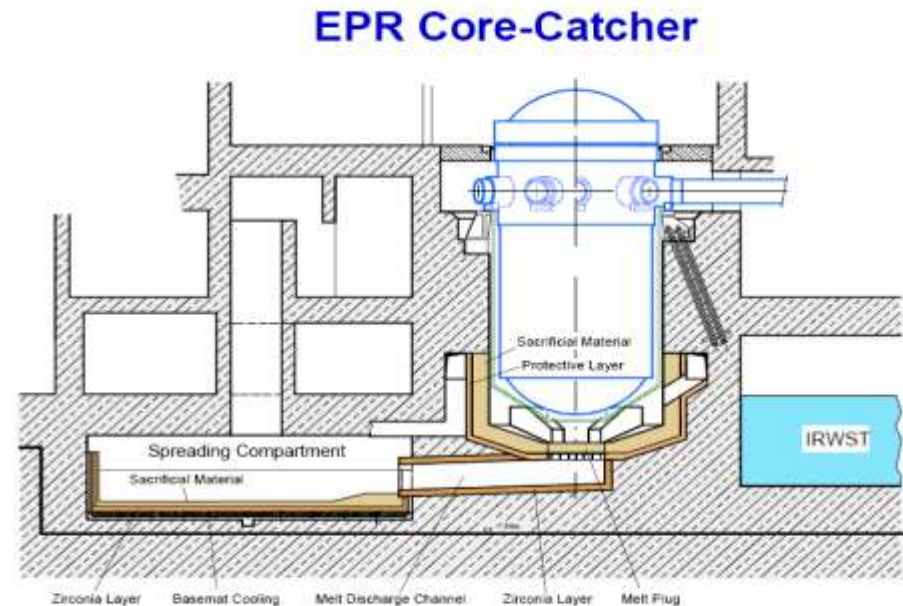 EPR Core-Catcher
Sacrificial Material
Protective Layer
Spreading Compartment
IRWST
Sacrificial Material
Zirconia Layer
Basemat Cooling
Melt Discharge Channel
Zirconia Layer
Melt Plug